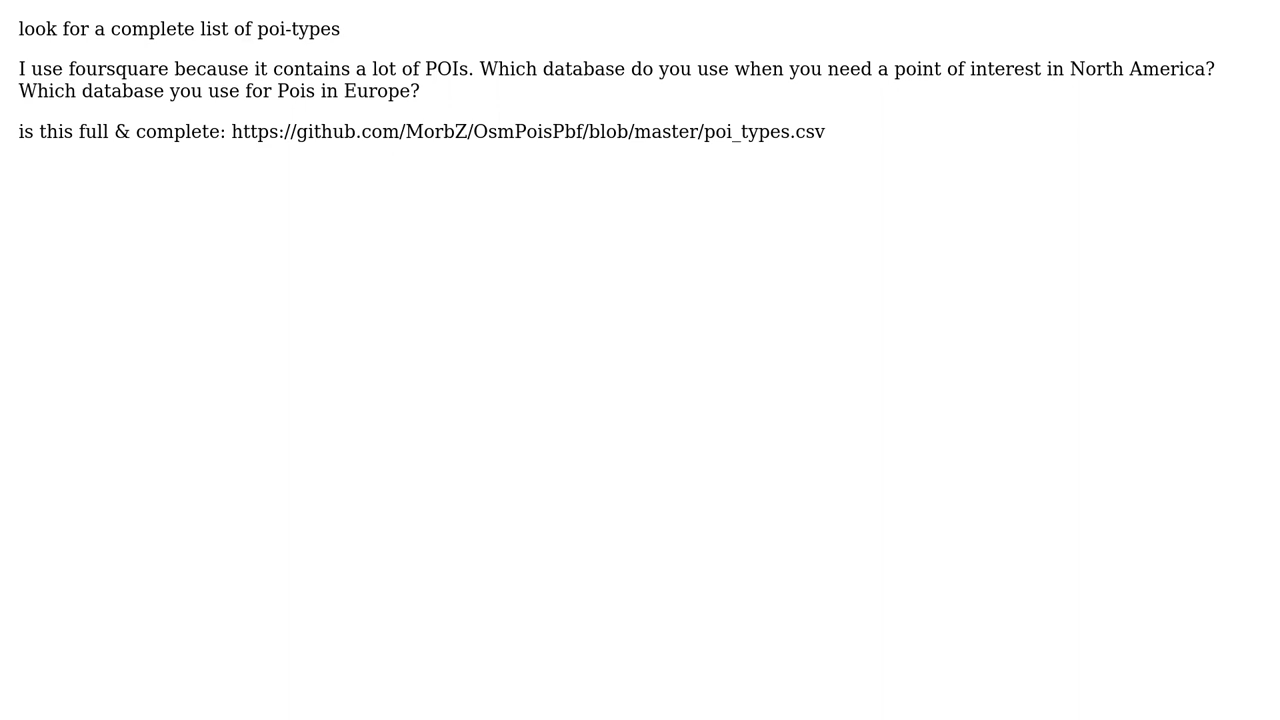 look for a complete list of poi-types
I use foursquare because it contains a lot of POIs. Which database do you use when you need a point of interest in North America?
Which database you use for Pois in Europe?
is this full & complete: https://github.com/MorbZ/OsmPoisPbf/blob/master/poi_types.csv